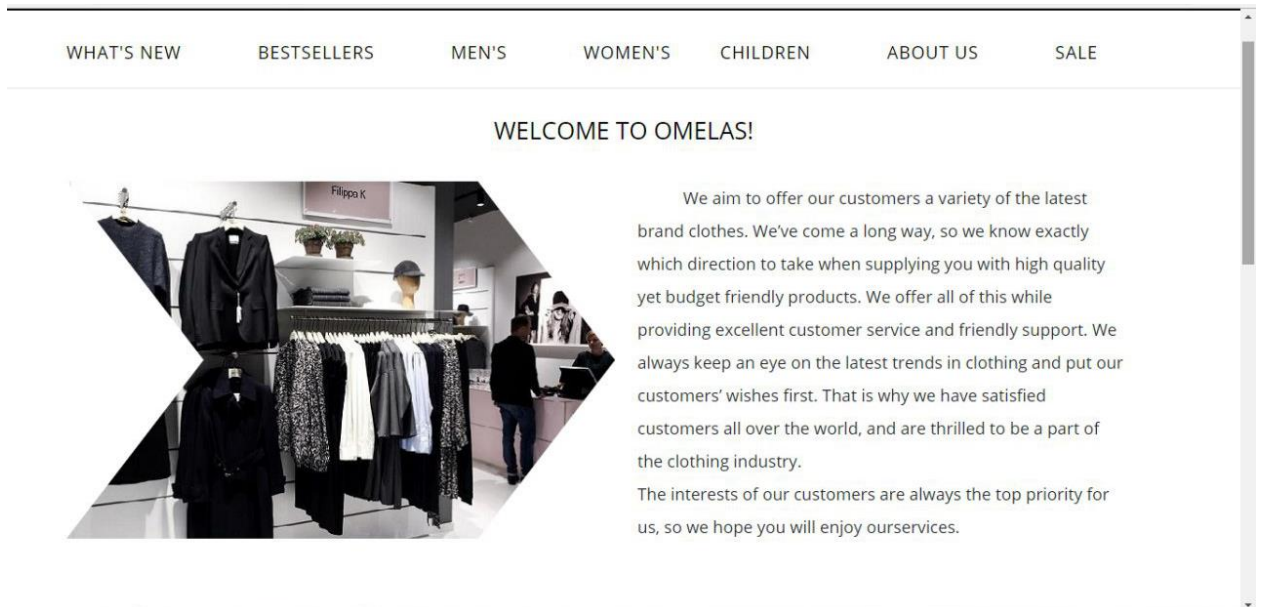 WHAT'S NEW BESTSELLERS MEN'S WOMEN'S CHILDREN ABOUT US SALE
WELCOME TO OMELAS!
Filippa K
We aim to offer our customers a variety of the latest
brand clothes. We’ve come a long way, so we know exactly
which direction to take when supplying you with high quality
yet budget friendly products. We offer all of this while
providing excellent customer service and friendly support. We
always keep an eye on the latest trends in clothing and put our
customers’ wishes first. That is why we have satisfied
customers all over the world, and are thrilled to be a part of
the clothing industry.
The interests of our customers are always the top priority for
us, so we hope you will enjoy ourservices.